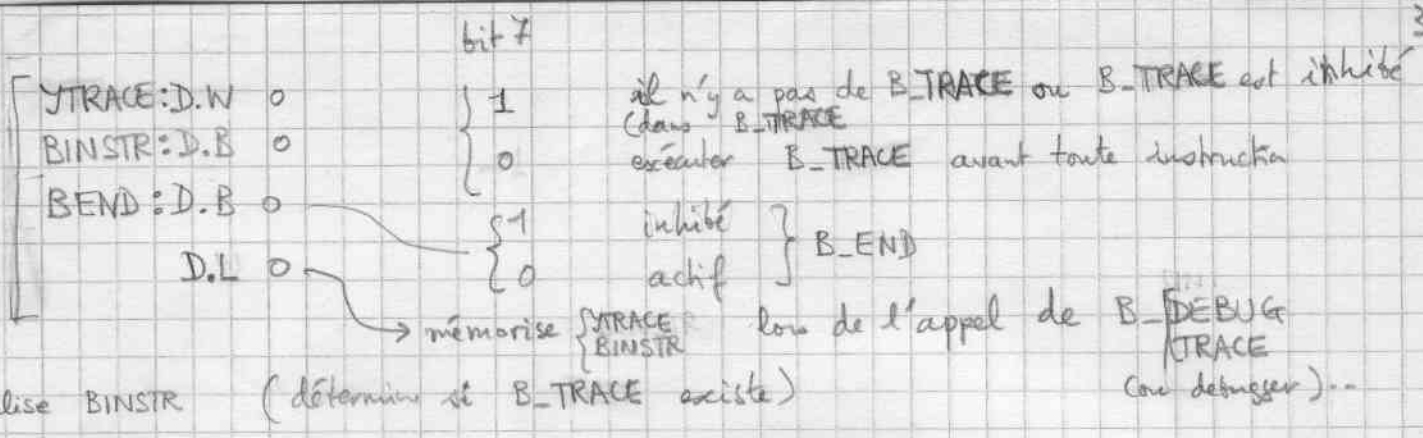 bit 7
YTRACE:D.W 0 { 1 il n'y a pas de B_TRACE ou B_TRACE est inhibé
(dans B_TRACE
BINSTR:D.B 0 0 exécuter B_TRACE avant toute instruction
BEND:D.B 0 { 1 inhibé } B_END
D.L 0 0 actif
→ mémorise { YTRACE lors de l'appel de B_ DEBUG
BINSTR TRACE
lise BINSTR (détermine si B_TRACE existe) (ou debugger)...